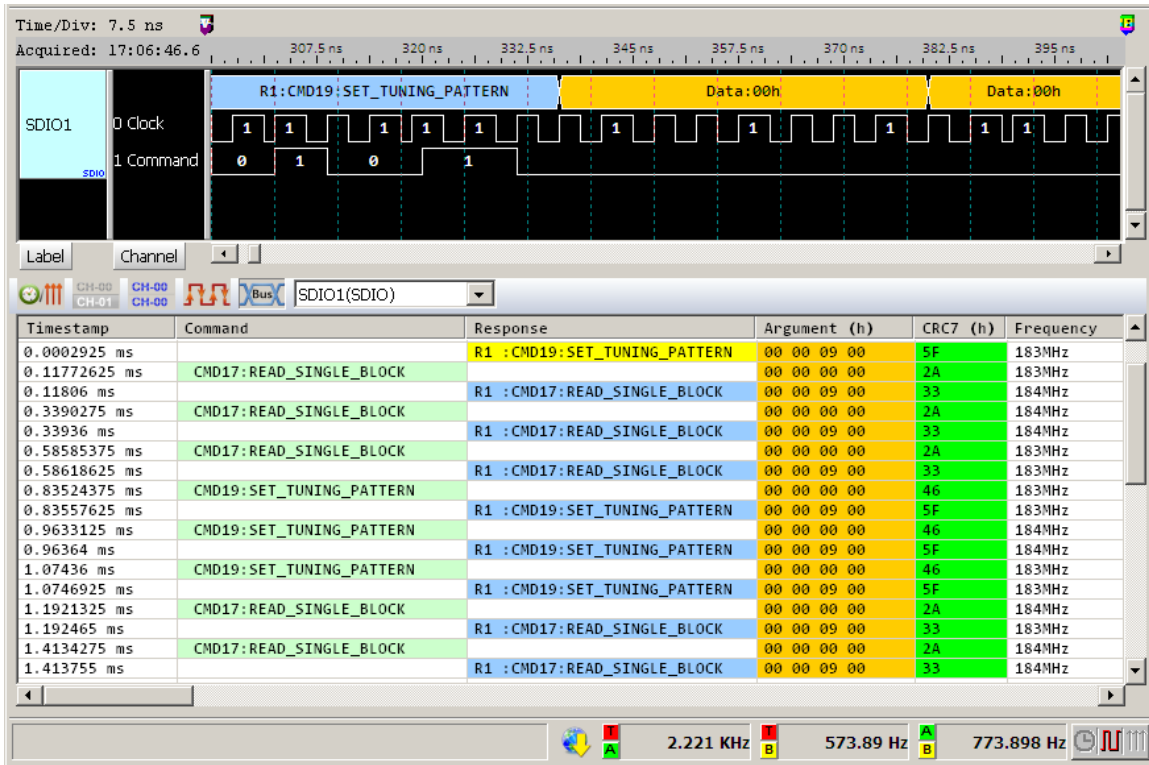 Time/Div: 7.5 ns
Acquired: 17:06:46.6 307.5 ns 320 ns 332.5 ns 345 ns 357.5 ns 370 ns 382.5 ns 395 ns
R1:CMD19:SET_TUNING_PATTERN Data:00h Data:00h
SDIO1 0 Clock 1 1 1 1 1 1 1 1 1 1
SDIO 1 Command 0 1 0 1
Label Channel
CH-00 CH-01 CH-00 CH-00 Bus SDIO1(SDIO)
Timestamp Command Response Argument (h) CRC7 (h) Frequency
0.0002925 ms R1 :CMD19:SET_TUNING_PATTERN 00 00 09 00 5F 183MHz
0.11772625 ms CMD17:READ_SINGLE_BLOCK 00 00 00 00 2A 183MHz
0.11806 ms R1 :CMD17:READ_SINGLE_BLOCK 00 00 09 00 33 184MHz
0.3390275 ms CMD17:READ_SINGLE_BLOCK 00 00 00 00 2A 184MHz
0.33936 ms R1 :CMD17:READ_SINGLE_BLOCK 00 00 09 00 33 184MHz
0.58585375 ms CMD17:READ_SINGLE_BLOCK 00 00 00 00 2A 183MHz
0.58618625 ms R1 :CMD17:READ_SINGLE_BLOCK 00 00 09 00 33 183MHz
0.83524375 ms CMD19:SET_TUNING_PATTERN 00 00 00 00 46 183MHz
0.83557625 ms R1 :CMD19:SET_TUNING_PATTERN 00 00 09 00 5F 183MHz
0.9633125 ms CMD19:SET_TUNING_PATTERN 00 00 00 00 46 184MHz
0.96364 ms R1 :CMD19:SET_TUNING_PATTERN 00 00 09 00 5F 184MHz
1.07436 ms CMD19:SET_TUNING_PATTERN 00 00 00 00 46 183MHz
1.0746925 ms R1 :CMD19:SET_TUNING_PATTERN 00 00 09 00 5F 183MHz
1.1921325 ms CMD17:READ_SINGLE_BLOCK 00 00 00 00 2A 184MHz
1.192465 ms R1 :CMD17:READ_SINGLE_BLOCK 00 00 09 00 33 183MHz
1.4134275 ms CMD17:READ_SINGLE_BLOCK 00 00 00 00 2A 184MHz
1.413755 ms R1 :CMD17:READ_SINGLE_BLOCK 00 00 09 00 33 184MHz
T A 2.221 KHz T B 573.89 Hz A B 773.898 Hz